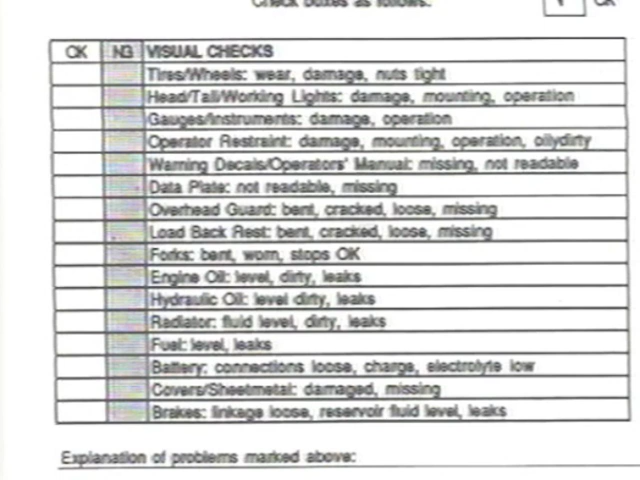 Check boxes as follows:
OK
OK NG VISUAL CHECKS
Tires/Wheels: wear, damage, nuts tight
Head/Tail/Working Lights: damage, mounting, operation
Gauges/Instruments: damage, operation
Operator Restraint: damage, mounting, operation, oily\dirty
Warning Decals/Operators' Manual: missing, not readable
Data Plate: not readable, missing
Overhead Guard: bent, cracked, loose, missing
Load Back Rest: bent, cracked, loose, missing
Forks: bent, worn, stops OK
Engine Oil: level, dirty, leaks
Hydraulic Oil: level dirty, leaks
Radiator: fluid level, dirty, leaks
Fuel: level, leaks
Battery: connections loose, charge, electrolyte low
Covers/Sheetmetal: damaged, missing
Brakes: linkage loose, reservoir fluid level, leaks
Explanation of problems marked above: